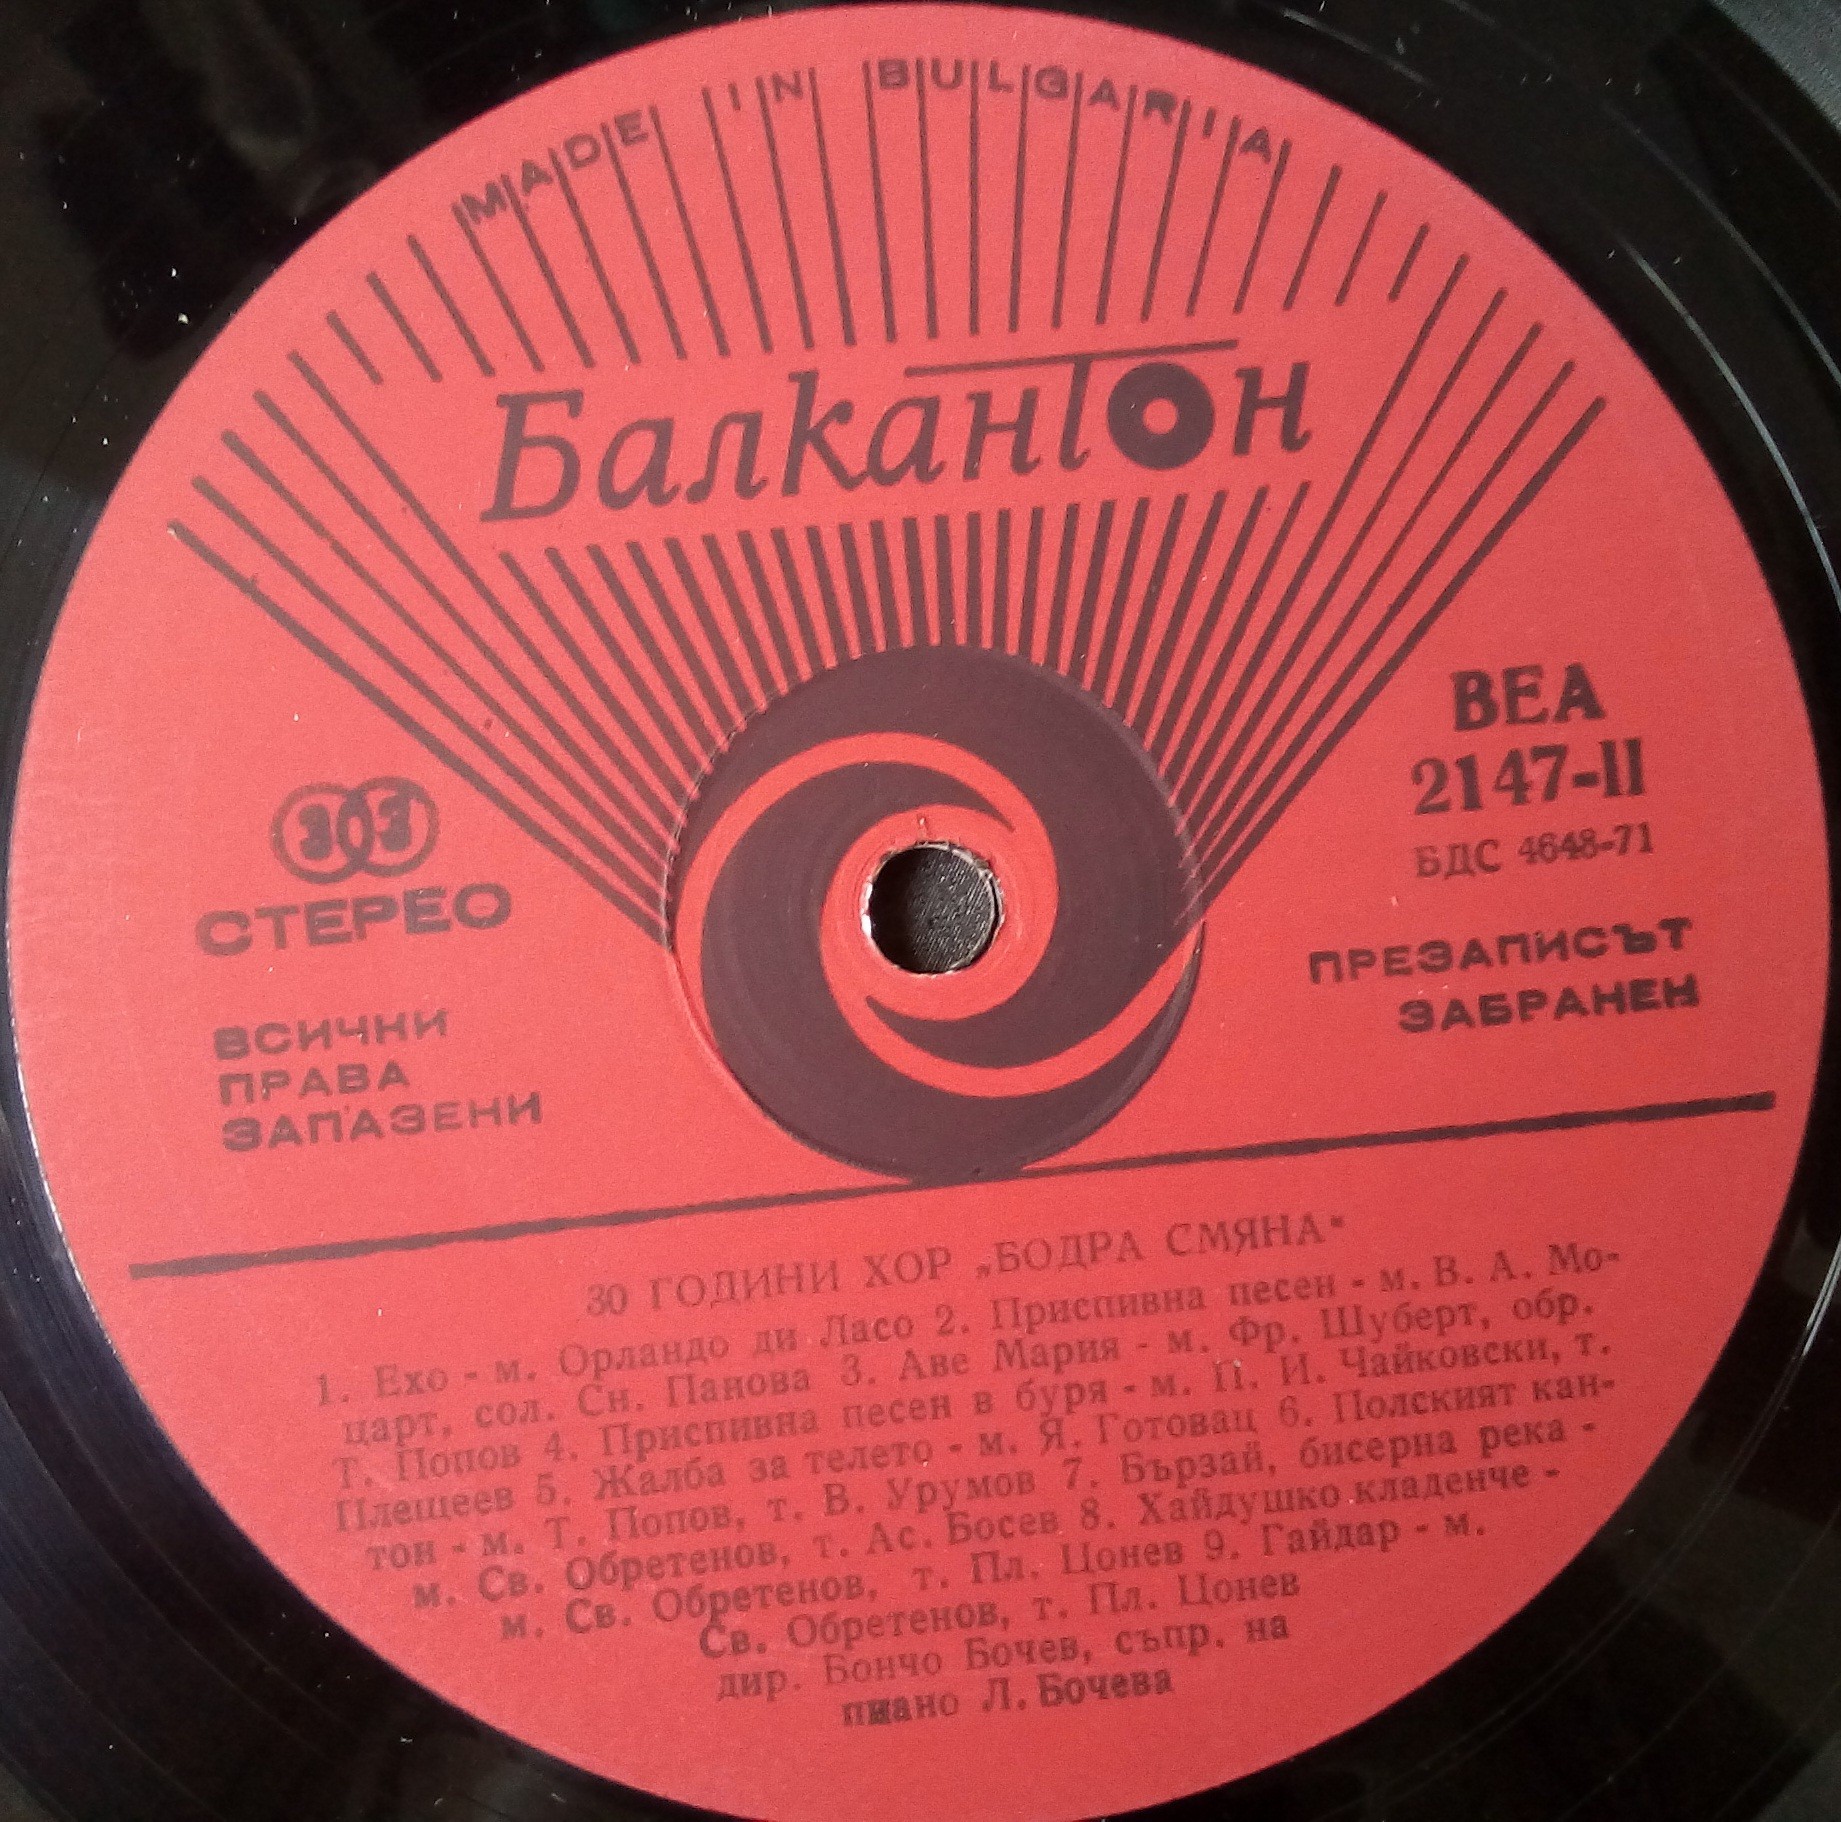 MADE IN BULGARIA
Балкантон
ВЕА
2147-II
БДС 4648-71
33
СТЕРЕО
ПРЕЗАПИСЪТ
ЗАБРАНЕН
ВСИЧКИ
ПРАВА
ЗАПАЗЕНИ
30 ГОДИНИ ХОР „БОДРА СМЯНА“
1. Ехо - м. Орландо ди Ласо 2. Приспивна песен - м. В. А. Мо-
царт, сол. Сн. Панова 3. Аве Мария - м. Фр. Шуберт, обр.
Т. Попов 4. Приспивна песен в буря - м. П. И. Чайковски, т.
Плещеев 5. Жалба за телето - м. Я. Готовац 6. Полският кан-
тон - м. Т. Попов, т. В. Урумов 7. Бързай, бисерна река -
м. Св. Обретенов, т. Ас. Босев 8. Хайдушко кладенче -
м. Св. Обретенов, т. Пл. Цонев 9. Гайдар - м.
Св. Обретенов, т. Пл. Цонев
дир. Бончо Бочев, съпр. на
пиано Л. Бочева